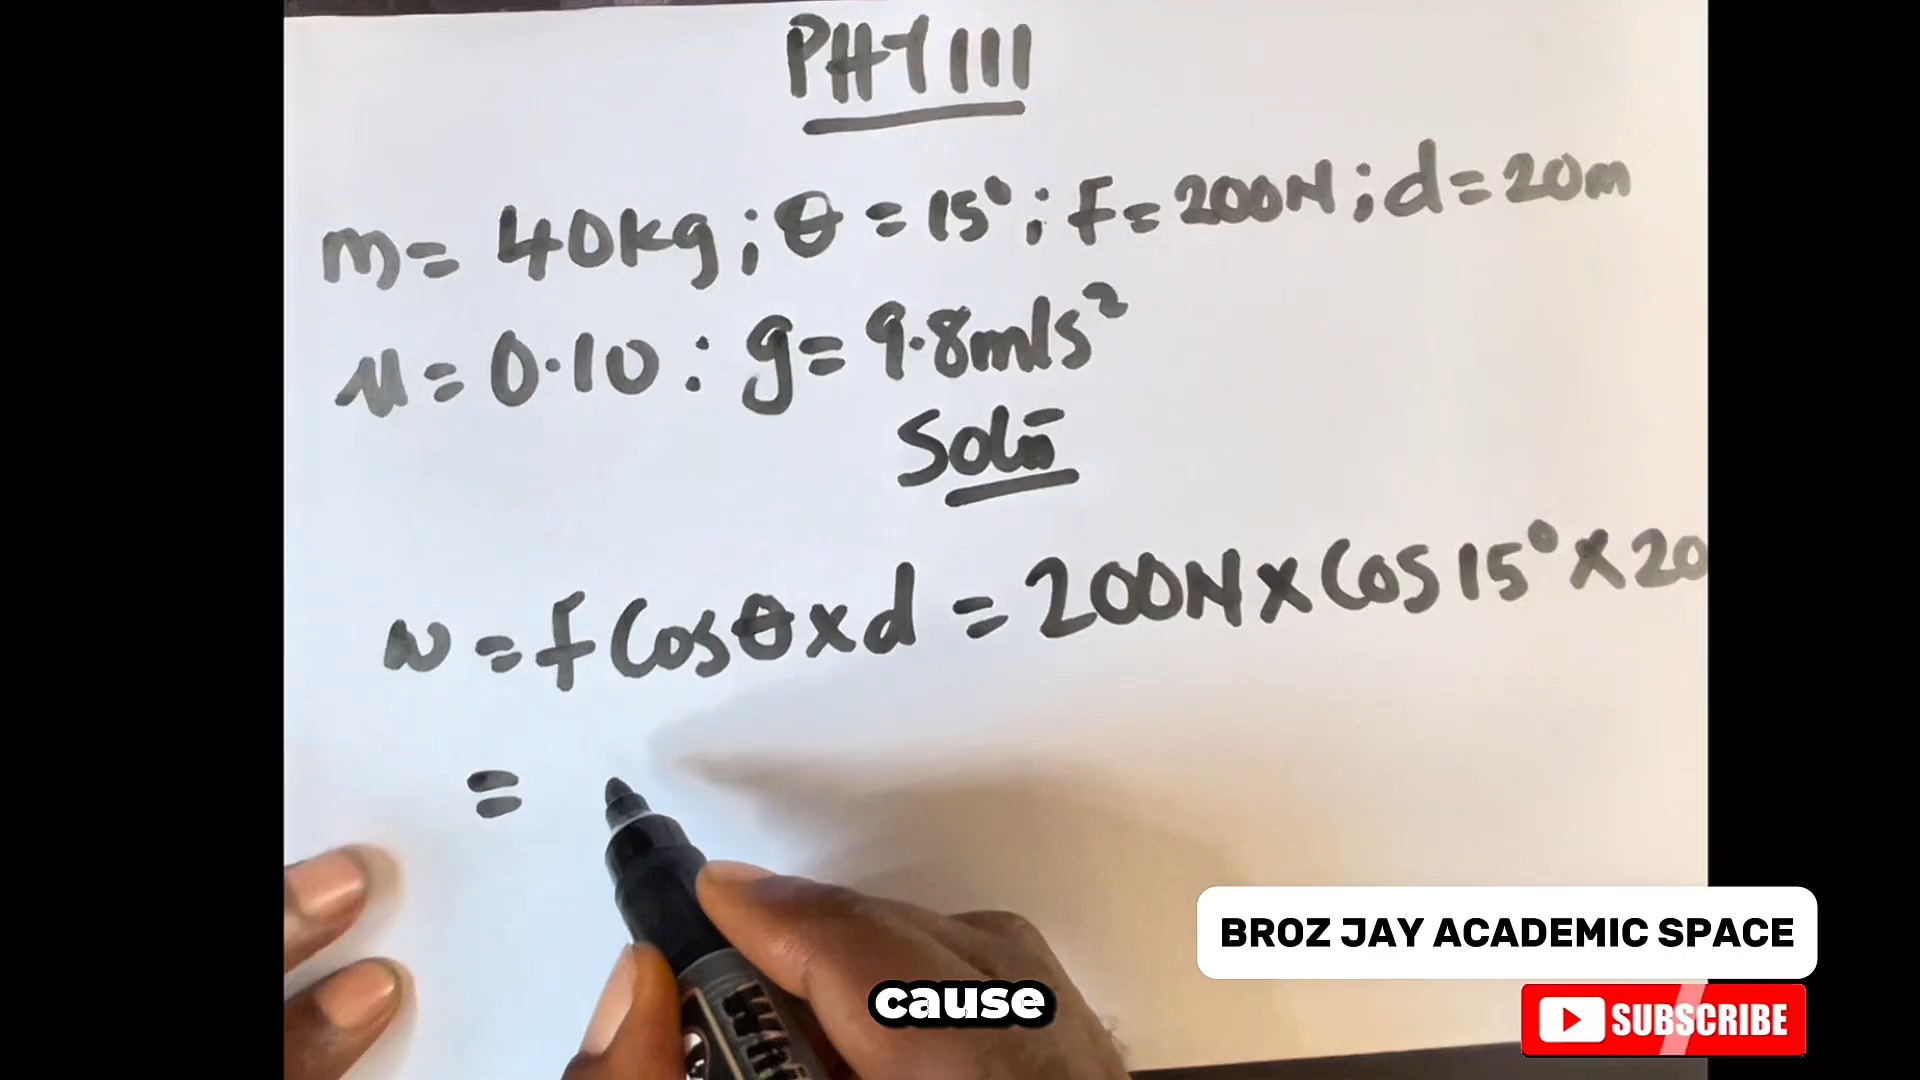 PHY 111
m = 40kg ; θ = 15° ; F = 200N ; d = 20m
μ = 0.10 : g = 9.8m/s²
Soln
W = F Cosθ x d = 200N x Cos 15° x 20
=
cause
BROZ JAY ACADEMIC SPACE
SUBSCRIBE